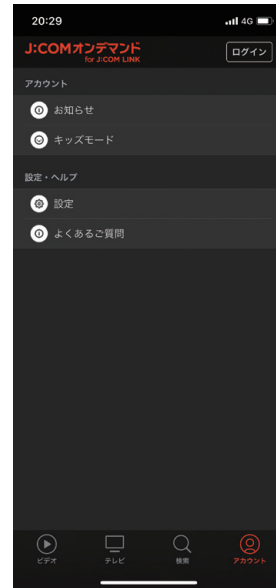 20:29
4G
J:COMオンデマンド
for J:COM LINK
ログイン
アカウント
お知らせ
キッズモード
設定・ヘルプ
設定
よくあるご質問
ビデオ
テレビ
検索
アカウント